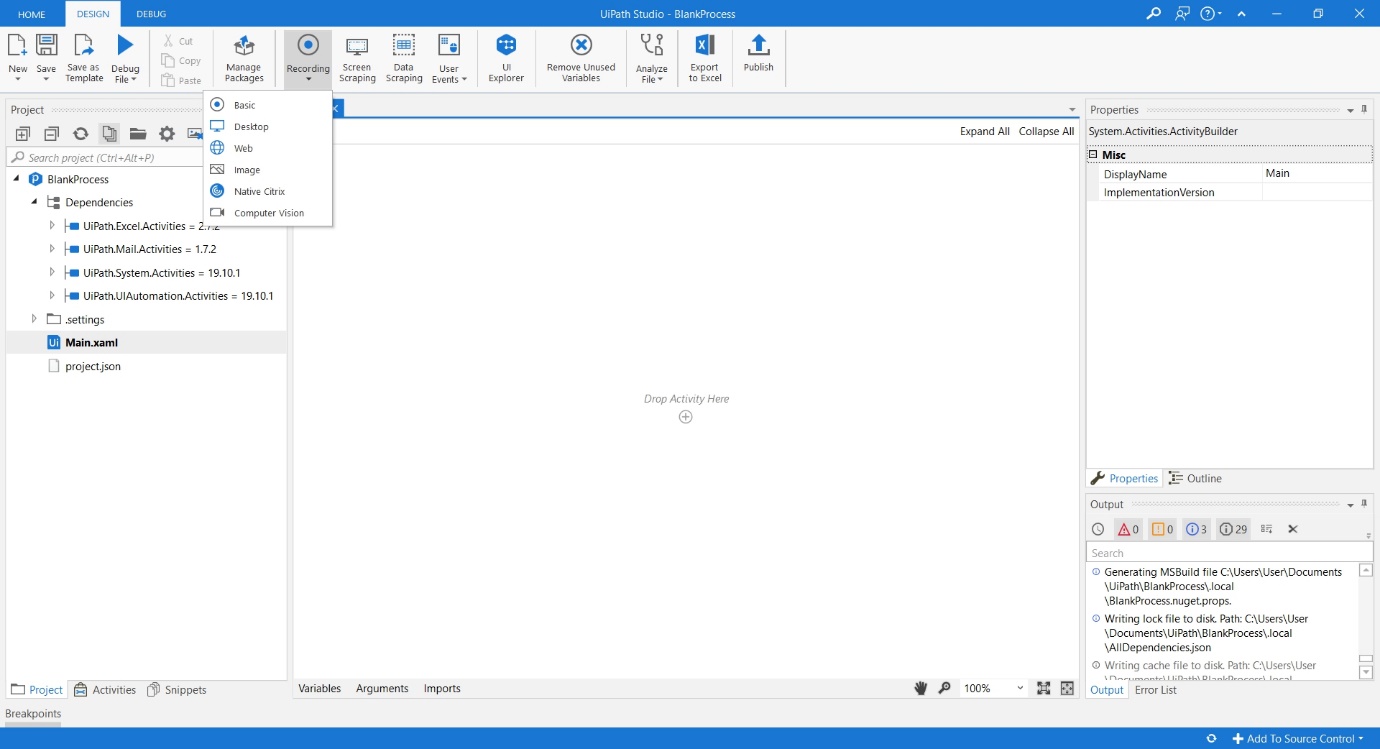 HOME DESIGN DEBUG UiPath Studio - BlankProcess
New Save Save as Template Debug File Cut Copy Paste Manage Packages Recording Screen Scraping Data Scraping User Events UI Explorer Remove Unused Variables Analyze File Export to Excel Publish
Basic
Desktop
Web
Image
Native Citrix
Computer Vision
Project
Search project (Ctrl+Alt+P)
BlankProcess
Dependencies
UiPath.Excel.Activities = 2.7.2
UiPath.Mail.Activities = 1.7.2
UiPath.System.Activities = 19.10.1
UiPath.UIAutomation.Activities = 19.10.1
.settings
Main.xaml
project.json
Project Activities Snippets
Expand All Collapse All
Drop Activity Here
Variables Arguments Imports 100%
Properties
System.Activities.ActivityBuilder
Misc
DisplayName Main
ImplementationVersion
Properties Outline
Output
0 0 3 29
Search
Generating MSBuild file C:\Users\User\Documents
\UiPath\BlankProcess\.local
\BlankProcess.nuget.props.
Writing lock file to disk. Path: C:\Users\User
\Documents\UiPath\BlankProcess\.local
\AllDependencies.json
Writing cache file to disk. Path: C:\Users\User
Output Error List
Breakpoints
Add To Source Control